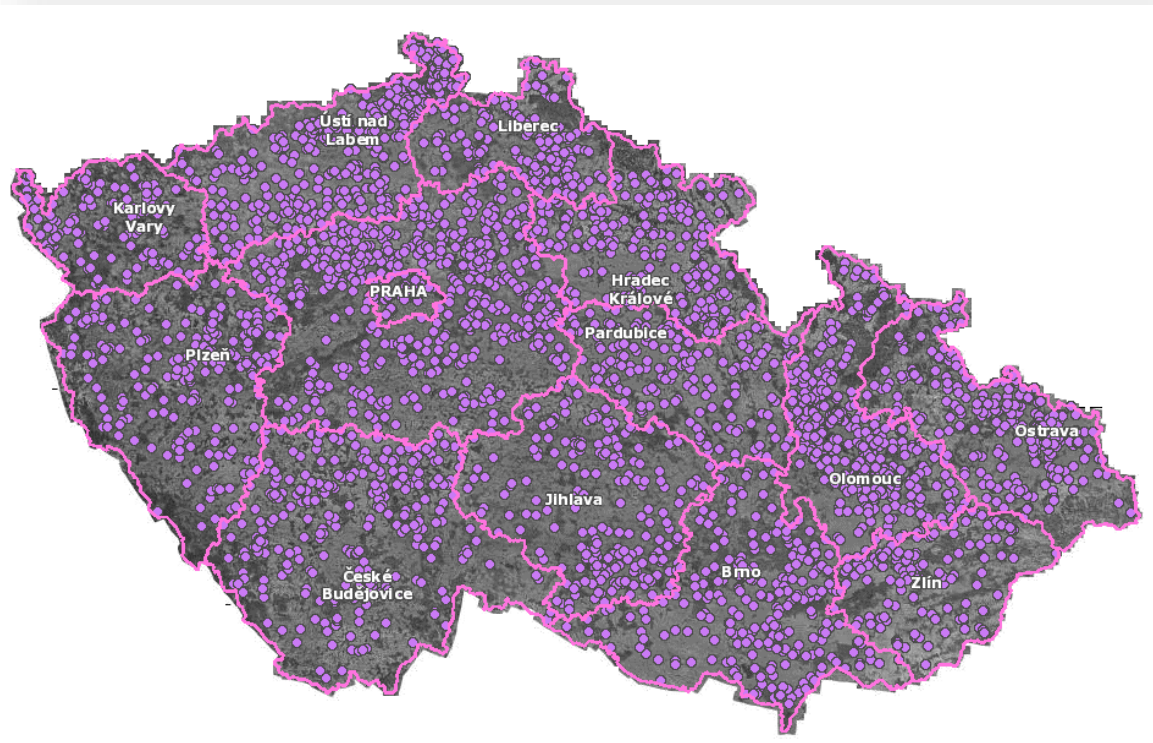 Ústí nad
Labem
Liberec
Karlovy
Vary
PRAHA
Hradec
Králové
Pardubice
Plzeň
Ostrava
Olomouc
Jihlava
Brno
Zlín
České
Budějovice